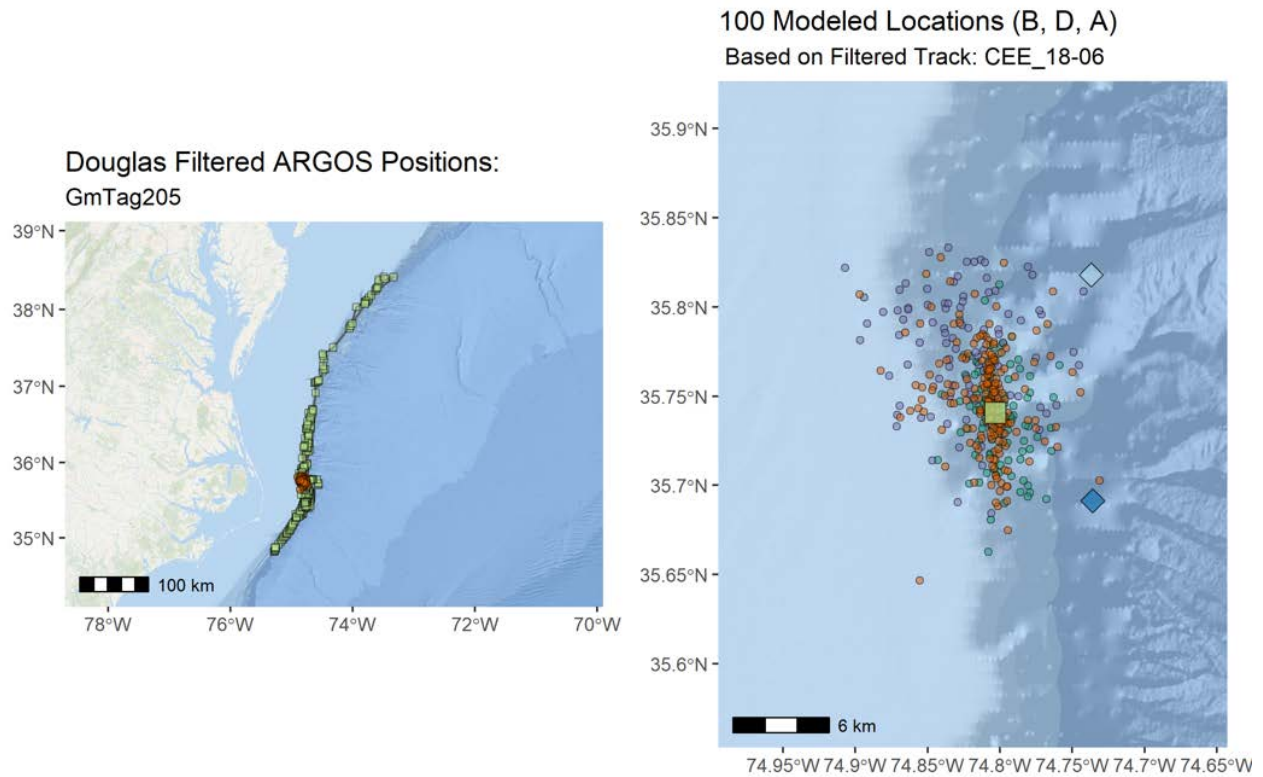 Douglas Filtered ARGOS Positions:
GmTag205
39°N
38°N
37°N
36°N
35°N
100 km
78°W 76°W 74°W 72°W 70°W
100 Modeled Locations (B, D, A)
Based on Filtered Track: CEE_18-06
35.9°N
35.85°N
35.8°N
35.75°N
35.7°N
35.65°N
35.6°N
6 km
74.95°W 74.9°W 74.85°W 74.8°W 74.75°W 74.7°W 74.65°W